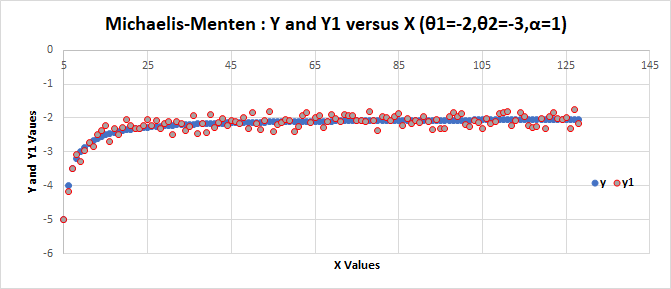 Michaelis-Menten : Y and Y1 versus X (θ1=-2,θ2=-3,α=1)
0
5 25 45 65 85 105 125 145
-1
-2
-3
-4
-5
-6
Y and Y1 Values
y y1
X Values